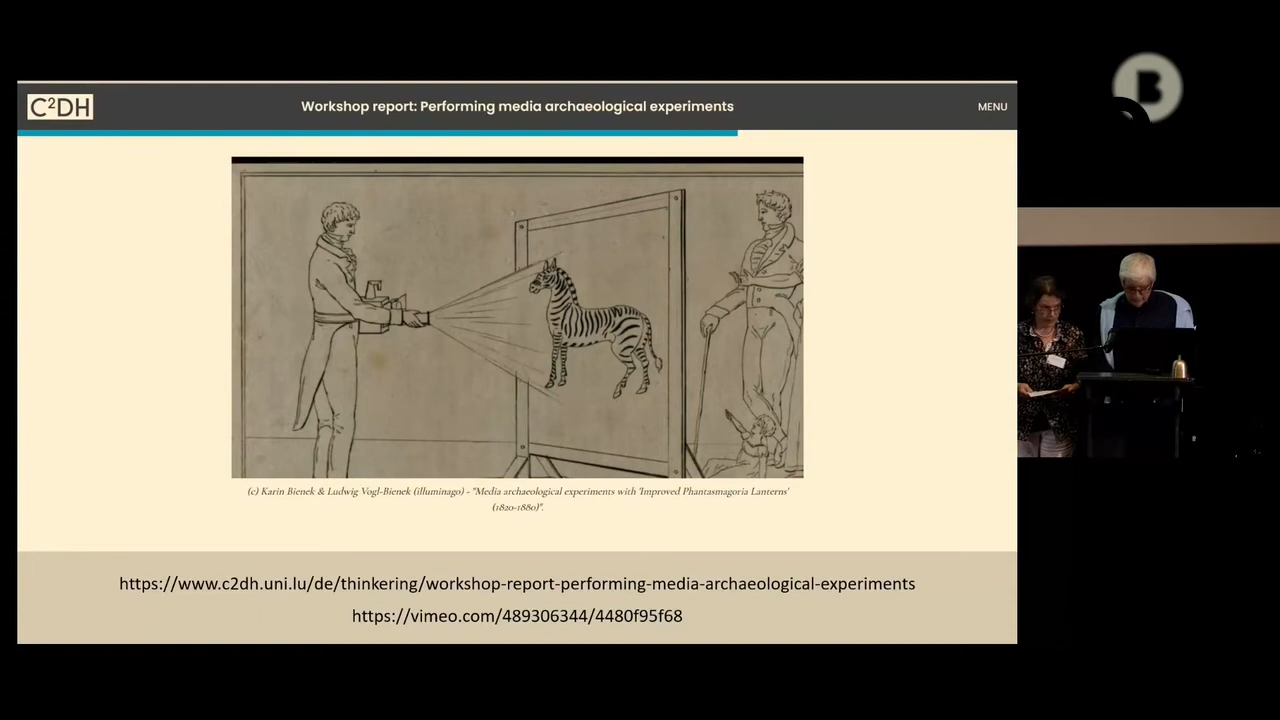 C²DH
Workshop report: Performing media archaeological experiments
MENU
B
(c) Karin Bienek & Ludwig Vogl-Bienek (illuminago) - "Media archaeological experiments with 'Improved Phantasmagoria Lanterns'
(1820-1880)".
https://www.c2dh.uni.lu/de/thinkering/workshop-report-performing-media-archaeological-experiments
https://vimeo.com/489306344/4480f95f68